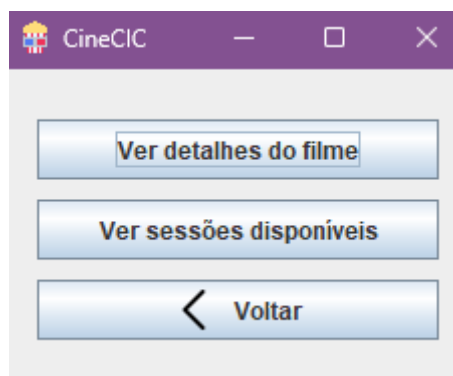 CineCIC
Ver detalhes do filme
Ver sessões disponíveis
Voltar